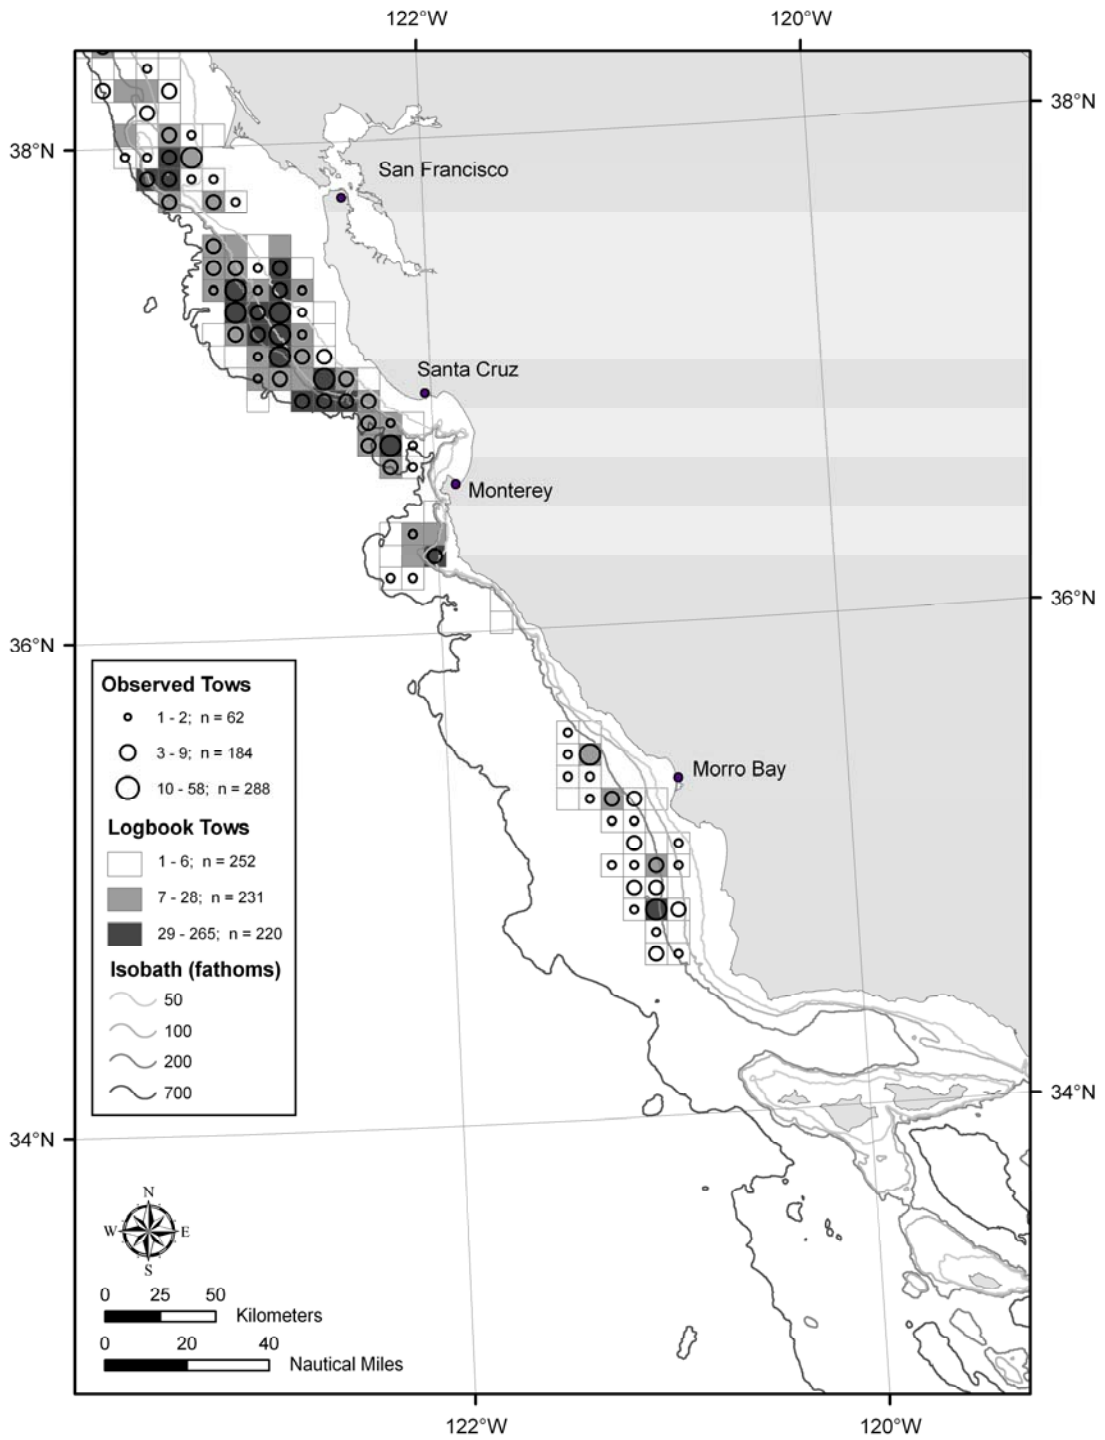 122°W
120°W
38°N
38°N
San Francisco
Santa Cruz
Monterey
36°N
36°N
Observed Tows
1 - 2; n = 62
3 - 9; n = 184
10 - 58; n = 288
Morro Bay
Logbook Tows
1 - 6; n = 252
7 - 28; n = 231
29 - 265; n = 220
Isobath (fathoms)
50
100
200
700
34°N
34°N
N
W E
S
0 25 50
Kilometers
0 20 40
Nautical Miles
122°W
120°W